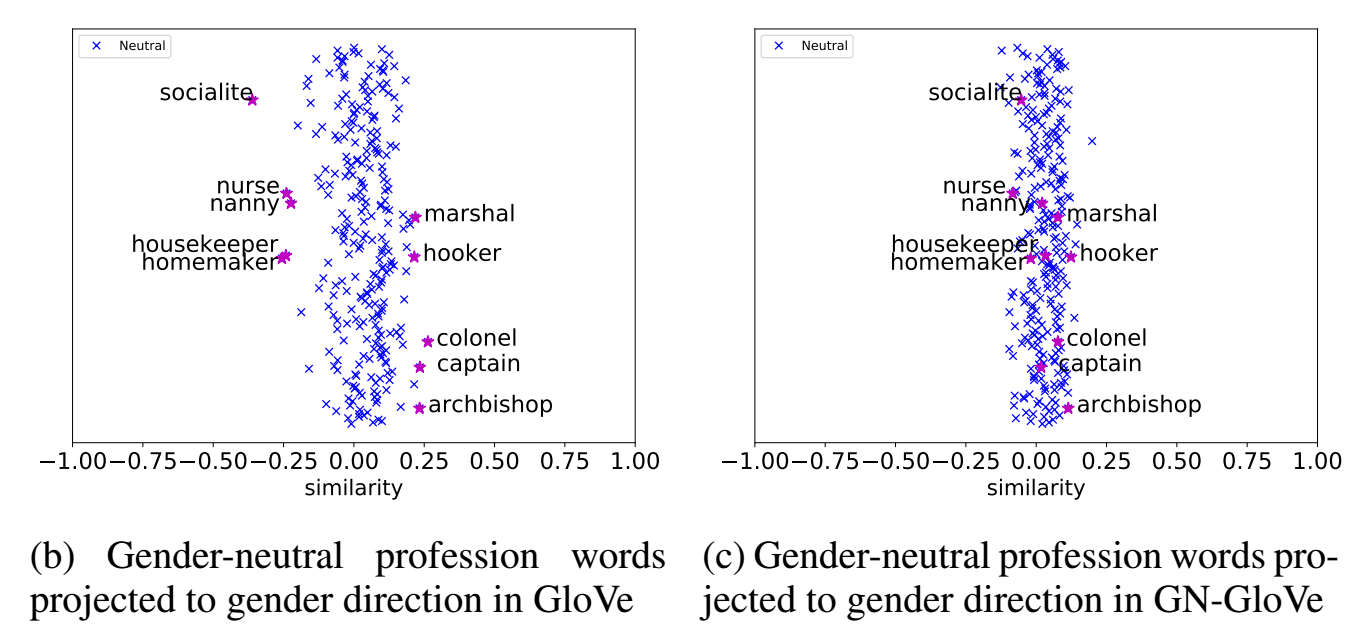 Neutral
socialite
nurse
nanny
marshal
housekeeper
homemaker
hooker
colonel
captain
archbishop
−1.00 −0.75 −0.50 −0.25 0.00 0.25 0.50 0.75 1.00
similarity
(b) Gender-neutral profession words
projected to gender direction in GloVe
Neutral
socialite
nurse
nanny
marshal
housekeeper
homemaker
hooker
colonel
captain
archbishop
−1.00 −0.75 −0.50 −0.25 0.00 0.25 0.50 0.75 1.00
similarity
(c) Gender-neutral profession words pro-
jected to gender direction in GN-GloVe